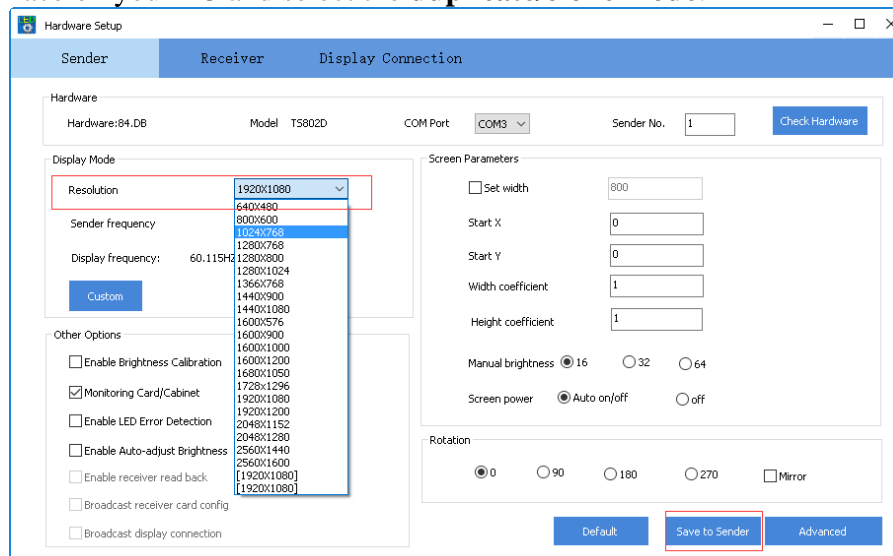 Hardware Setup
Sender Receiver Display Connection
Hardware
Hardware:84.DB Model TS802D COM Port COM3 Sender No. 1 Check Hardware
Display Mode
Resolution 1920X1080
640X480
800X600
1024X768
1280X768
1280X800
1280X1024
1366X768
1440X900
1440X1080
1600X576
1600X900
1600X1000
1600X1200
1680X1050
1728x1296
1920X1080
1920X1200
2048X1152
2048X1280
2560X1440
2560X1600
[1920X1080]
[1920X1080]
Sender frequency
Display frequency: 60.115HZ
Custom
Screen Parameters
Set width 800
Start X 0
Start Y 0
Width coefficient 1
Height coefficient 1
Manual brightness 16 32 64
Screen power Auto on/off off
Other Options
Enable Brightness Calibration
Monitoring Card/Cabinet
Enable LED Error Detection
Enable Auto-adjust Brightness
Enable receiver read back
Broadcast receiver card config
Broadcast display connection
Rotation
0 90 180 270 Mirror
Default Save to Sender Advanced